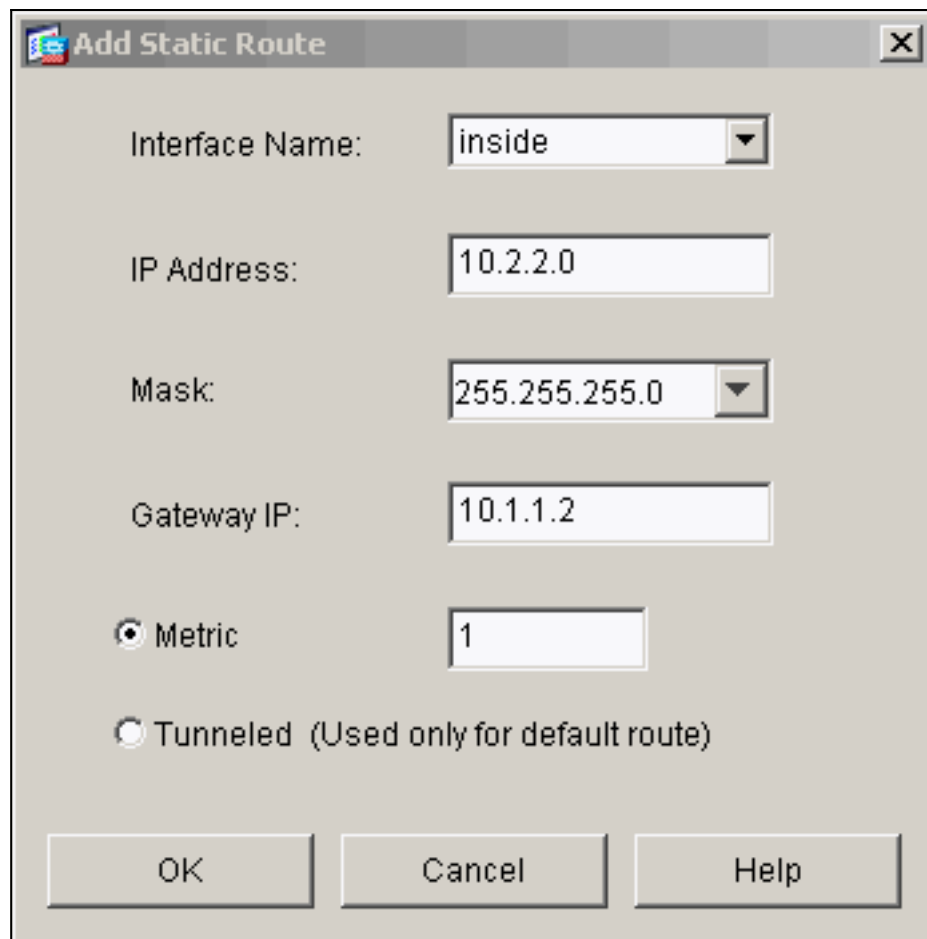 Add Static Route
Interface Name: inside
IP Address: 10.2.2.0
Mask: 255.255.255.0
Gateway IP: 10.1.1.2
Metric 1
Tunneled (Used only for default route)
OK Cancel Help